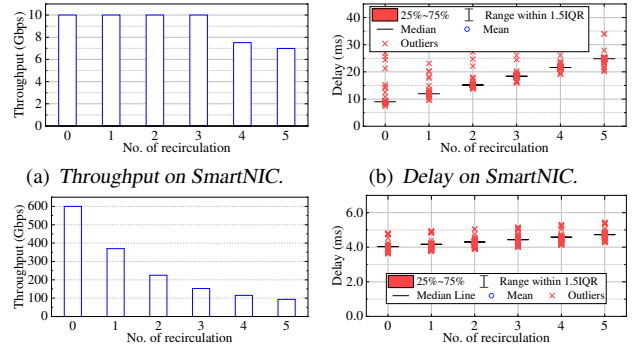 Throughput (Gbps)
10
8
6
4
2
0
0 1 2 3 4 5
No. of recirculation
(a) Throughput on SmartNIC.
Delay (ms)
40
30
20
10
0
25%~75% Range within 1.5IQR
Median Mean
Outliers
0 1 2 3 4 5
No. of recirculation
(b) Delay on SmartNIC.
Throughput (Gbps)
600
500
400
300
200
100
0
0 1 2 3 4 5
No. of recirculation
Delay (ms)
6.0
4.0
2.0
0.0
25%~75% Range within 1.5IQR
Median Line Mean Outliers
0 1 2 3 4 5
No. of recirculation